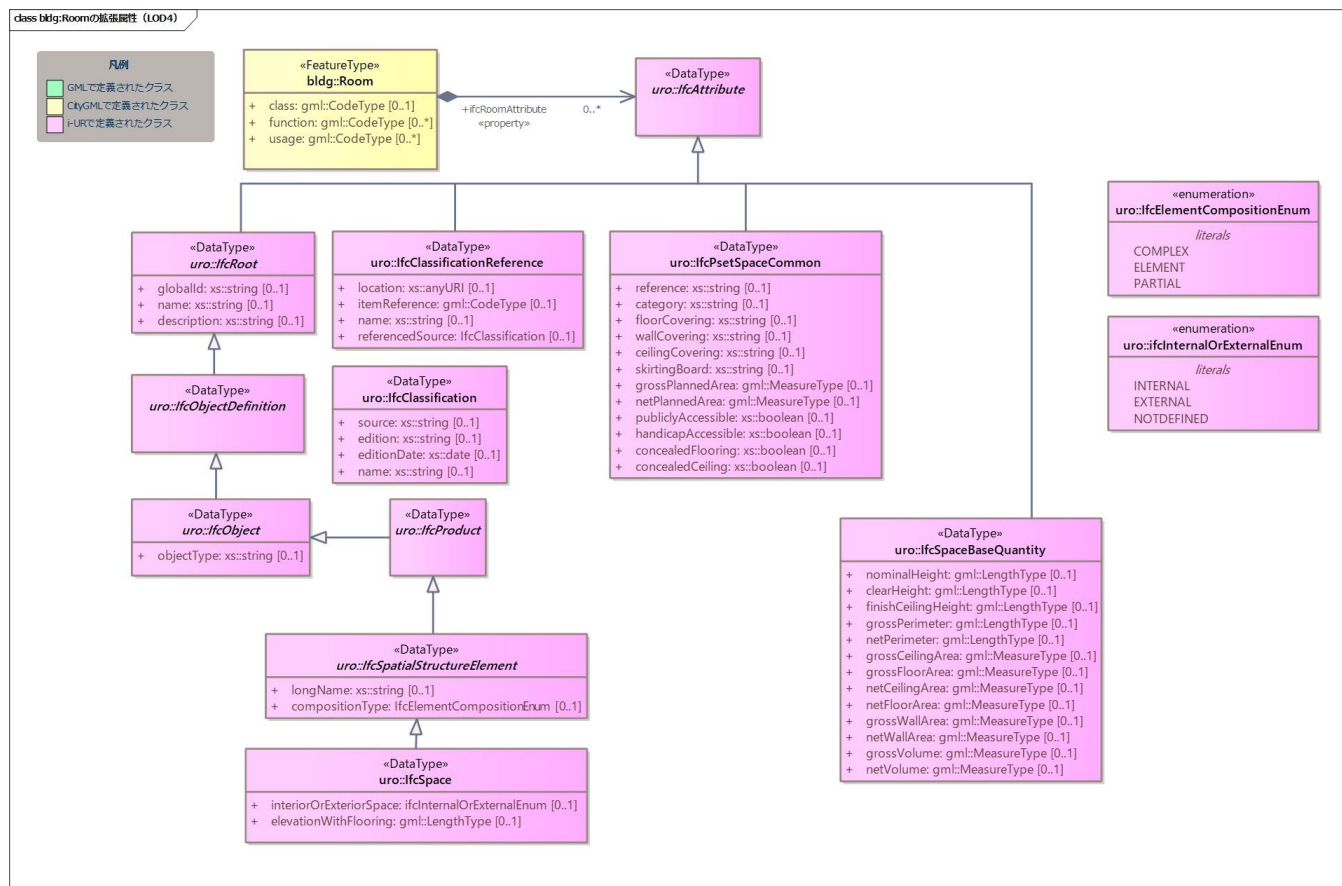 class bldg:Roomの拡張属性（LOD4）
凡例
GMLで定義されたクラス
CityGMLで定義されたクラス
i-URで定義されたクラス
«FeatureType»
bldg::Room
+ class: gml::CodeType [0..1]
+ function: gml::CodeType [0..*]
+ usage: gml::CodeType [0..*]
+ifcRoomAttribute
0..*
«property»
«DataType»
uro::IfcAttribute
«DataType»
uro::IfcRoot
+ globalId: xs::string [0..1]
+ name: xs::string [0..1]
+ description: xs::string [0..1]
«DataType»
uro::IfcClassificationReference
+ location: xs::anyURI [0..1]
+ itemReference: gml::CodeType [0..1]
+ name: xs::string [0..1]
+ referencedSource: IfcClassification [0..1]
«DataType»
uro::IfcPsetSpaceCommon
+ reference: xs::string [0..1]
+ category: xs::string [0..1]
+ floorCovering: xs::string [0..1]
+ wallCovering: xs::string [0..1]
+ ceilingCovering: xs::string [0..1]
+ skirtingBoard: xs::string [0..1]
+ grossPlannedArea: gml::MeasureType [0..1]
+ netPlannedArea: gml::MeasureType [0..1]
+ publiclyAccessible: xs::boolean [0..1]
+ handicapAccessible: xs::boolean [0..1]
+ concealedFlooring: xs::boolean [0..1]
+ concealedCeiling: xs::boolean [0..1]
«enumeration»
uro::IfcElementCompositionEnum
literals
COMPLEX
ELEMENT
PARTIAL
«enumeration»
uro::ifcInternalOrExternalEnum
literals
INTERNAL
EXTERNAL
NOTDEFINED
«DataType»
uro::IfcObjectDefinition
«DataType»
uro::IfcClassification
+ source: xs::string [0..1]
+ edition: xs::string [0..1]
+ editionDate: xs::date [0..1]
+ name: xs::string [0..1]
«DataType»
uro::IfcObject
+ objectType: xs::string [0..1]
«DataType»
uro::IfcProduct
«DataType»
uro::IfcSpaceBaseQuantity
+ nominalHeight: gml::LengthType [0..1]
+ clearHeight: gml::LengthType [0..1]
+ finishCeilingHeight: gml::LengthType [0..1]
+ grossPerimeter: gml::LengthType [0..1]
+ netPerimeter: gml::LengthType [0..1]
+ grossCeilingArea: gml::MeasureType [0..1]
+ grossFloorArea: gml::MeasureType [0..1]
+ netCeilingArea: gml::MeasureType [0..1]
+ netFloorArea: gml::MeasureType [0..1]
+ grossWallArea: gml::MeasureType [0..1]
+ netWallArea: gml::MeasureType [0..1]
+ grossVolume: gml::MeasureType [0..1]
+ netVolume: gml::MeasureType [0..1]
«DataType»
uro::IfcSpatialStructureElement
+ longName: xs::string [0..1]
+ compositionType: IfcElementCompositionEnum [0..1]
«DataType»
uro::IfcSpace
+ interiorOrExteriorSpace: ifcInternalOrExternalEnum [0..1]
+ elevationWithFlooring: gml::LengthType [0..1]